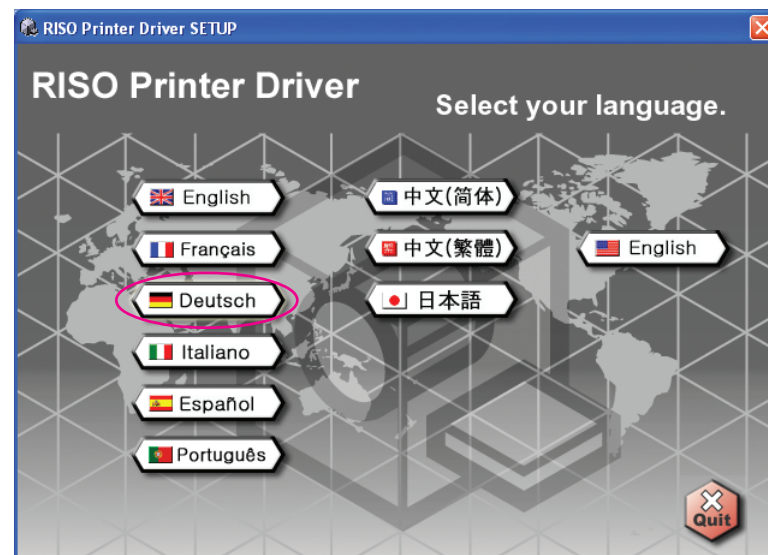 RISO Printer Driver SETUP
RISO Printer Driver
Select your language.
English
Français
Deutsch
Italiano
Español
Português
中文(简体)
中文(繁體)
日本語
English
Quit